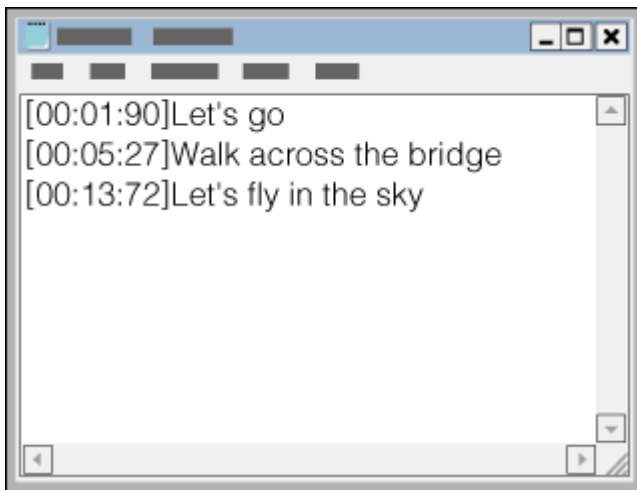 [00:01:90]Let's go
[00:05:27]Walk across the bridge
[00:13:72]Let's fly in the sky